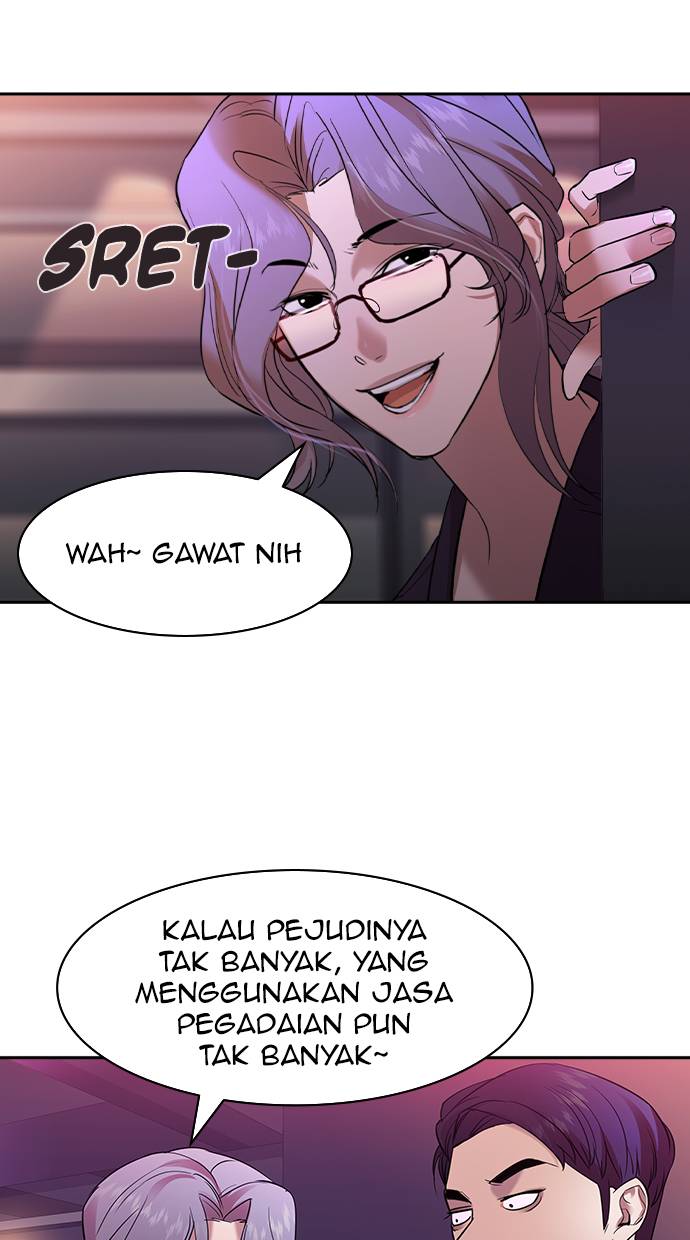 SRET-
WAH~ GAWAT NIH
KALAU PEJUDINYA
TAK BANYAK, YANG
MENGGUNAKAN JASA
PEGADAIAN PUN
TAK BANYAK~